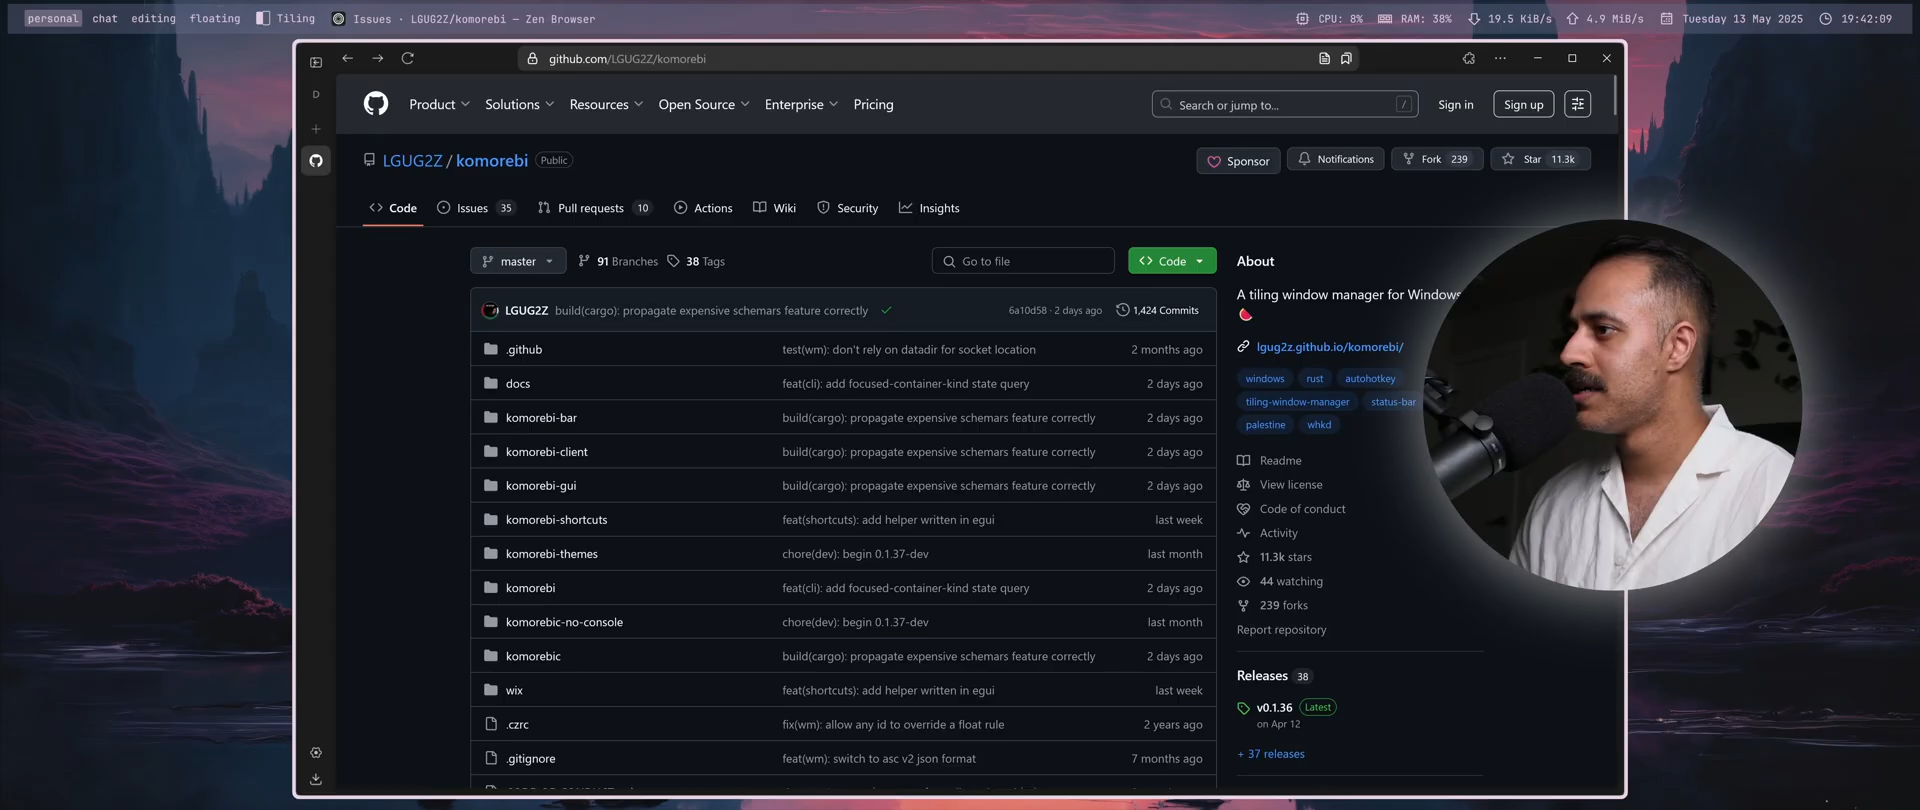 personal chat editing floating Tiling Issues · LGUG2Z/komorebi — Zen Browser CPU: 8% RAM: 38% 19.5 KiB/s 4.9 MiB/s Tuesday 13 May 2025 19:42:09
github.com/LGUG2Z/komorebi
D
Product Solutions Resources Open Source Enterprise Pricing Search or jump to... / Sign in Sign up
LGUG2Z / komorebi Public Sponsor Notifications Fork 239 Star 11.3k
Code Issues 35 Pull requests 10 Actions Wiki Security Insights
master 91 Branches 38 Tags Go to file Code
LGUG2Z build(cargo): propagate expensive schemars feature correctly 6a10d58 · 2 days ago 1,424 Commits
.github test(wm): don't rely on datadir for socket location 2 months ago
docs feat(cli): add focused-container-kind state query 2 days ago
komorebi-bar build(cargo): propagate expensive schemars feature correctly 2 days ago
komorebi-client build(cargo): propagate expensive schemars feature correctly 2 days ago
komorebi-gui build(cargo): propagate expensive schemars feature correctly 2 days ago
komorebi-shortcuts feat(shortcuts): add helper written in egui last week
komorebi-themes chore(dev): begin 0.1.37-dev last month
komorebi feat(cli): add focused-container-kind state query 2 days ago
komorebic-no-console chore(dev): begin 0.1.37-dev last month
komorebic build(cargo): propagate expensive schemars feature correctly 2 days ago
wix feat(shortcuts): add helper written in egui last week
.czrc fix(wm): allow any id to override a float rule 2 years ago
.gitignore feat(wm): switch to asc v2 json format 7 months ago
About
A tiling window manager for Windows
🍉
lgug2z.github.io/komorebi/
windows rust autohotkey
tiling-window-manager status-bar
palestine whkd
Readme
View license
Code of conduct
Activity
11.3k stars
44 watching
239 forks
Report repository
Releases 38
v0.1.36 Latest
on Apr 12
+ 37 releases